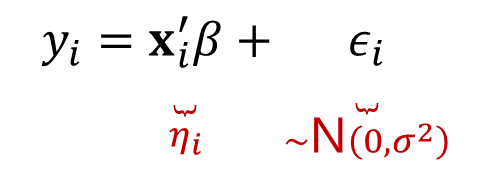 yᵢ = 𝐱ᵢ′β + ϵᵢ
ηᵢ ~N(0,σ²)